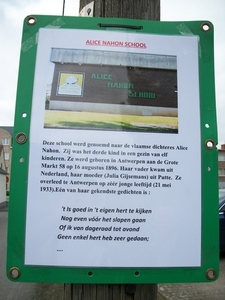 ALICE NAHON SCHOOL
ALICE
NAHON
Deze school werd genoemd naar de vlaamse dichteres Alice
Nahon. Zij was het derde kind in een gezin van elf
kinderen. Ze werd geboren in Antwerpen aan de Grote
Markt 58 op 16 augustus 1896. Haar vader kwam uit
Nederland, haar moeder (Julia Gijsemans) uit Putte. Ze
overleed te Antwerpen op zéér jonge leeftijd (21 mei
1933).Eén van haar gekendste gedichten is :
't Is goed in 't eigen hert te kijken
Nog even vóór het slapen gaan
Of ik van dageraad tot avond
Geen enkel hert heb zeer gedaan;
....